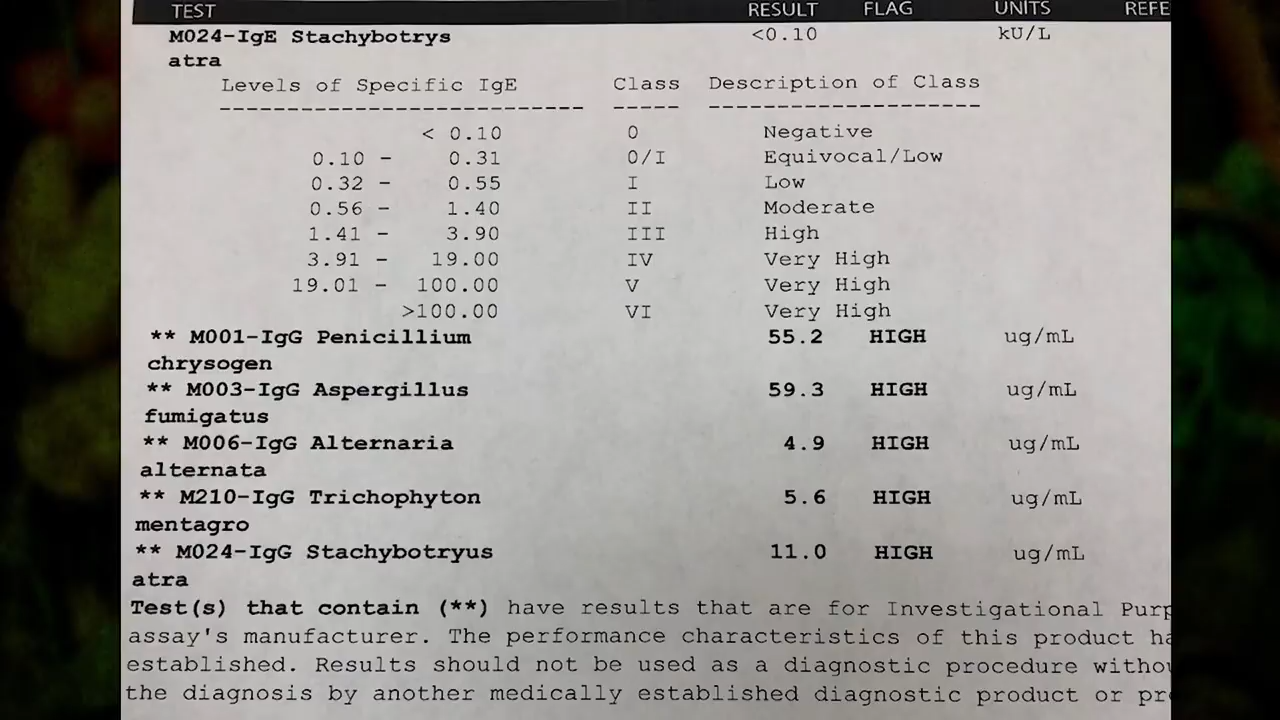 TEST RESULT FLAG UNITS
M024-IgE Stachybotrys <0.10 kU/L
atra
Levels of Specific IgE Class Description of Class
---------------------------- ----- --------------------
< 0.10 0 Negative
0.10 - 0.31 0/I Equivocal/Low
0.32 - 0.55 I Low
0.56 - 1.40 II Moderate
1.41 - 3.90 III High
3.91 - 19.00 IV Very High
19.01 - 100.00 V Very High
>100.00 VI Very High
** M001-IgG Penicillium 55.2 HIGH ug/mL
chrysogen
** M003-IgG Aspergillus 59.3 HIGH ug/mL
fumigatus
** M006-IgG Alternaria 4.9 HIGH ug/mL
alternata
** M210-IgG Trichophyton 5.6 HIGH ug/mL
mentagro
** M024-IgG Stachybotryus 11.0 HIGH ug/mL
atra
Test(s) that contain (**) have results that are for Investigational
assay's manufacturer. The performance characteristics of this product
established. Results should not be used as a diagnostic procedure
the diagnosis by another medically established diagnostic product or